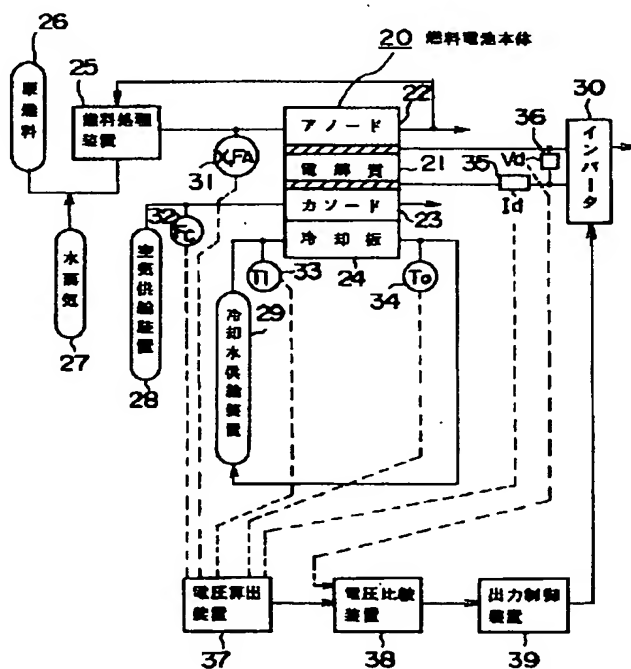 26
原燃料
25
燃料処理
装置
27
水蒸気
20 燃料電池本体
22
アノード
電解質
21
カソード
23
冷却板
24
X,FA
31
32
Fc
空気供給装置
28
TI
33
To
34
冷却水供給装置
29
35
Id
36
Vd
30
インバータ
電圧算出
装置
37
電圧比較
装置
38
出力制御
装置
39